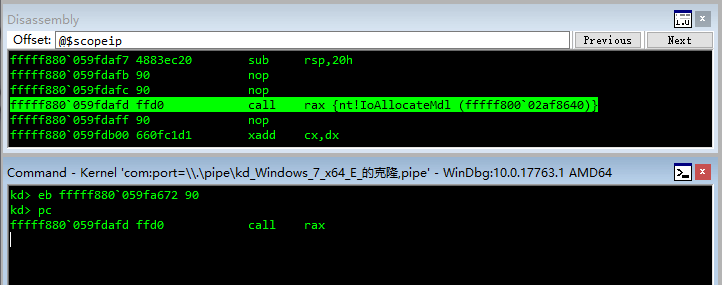 Disassembly
Offset: @$scopeip Previous Next
fffff880`059fdaf7 4883ec20 sub rsp,20h
fffff880`059fdafb 90 nop
fffff880`059fdafc 90 nop
fffff880`059fdafd ffd0 call rax {nt!IoAllocateMdl (fffff800`02af8640)}
fffff880`059fdaff 90 nop
fffff880`059fdb00 660fc1d1 xadd cx,dx
Command - Kernel 'com:port=\\.\pipe\kd_Windows_7_x64_E_的克隆,pipe' - WinDbg:10.0.17763.1 AMD64
kd> eb fffff880`059fa672 90
kd> pc
fffff880`059fdafd ffd0 call rax